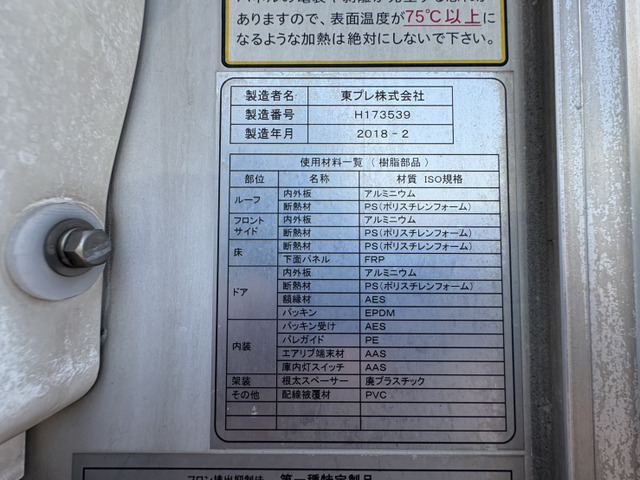 ありますので、表面温度が75℃以上に
なるような加熱は絶対にしないで下さい。
製造者名 東プレ株式会社
製造番号 H173539
製造年月 2018-2
使用材料一覧（樹脂部品）
部位 名称 材質 ISO規格
ルーフ 内外板 アルミニウム
断熱材 PS(ポリスチレンフォーム)
フロント サイド 内外板 アルミニウム
断熱材 PS(ポリスチレンフォーム)
床 断熱材 PS(ポリスチレンフォーム)
下面パネル FRP
ドア 内外板 アルミニウム
断熱材 PS(ポリスチレンフォーム)
額縁材 AES
パッキン EPDM
内装 パッキン受け AES
バレガイド PE
エアリブ端末材 AAS
庫内灯スイッチ AAS
架装 根太スペーサー 廃プラスチック
その他 配線被覆材 PVC
第一種特定製品